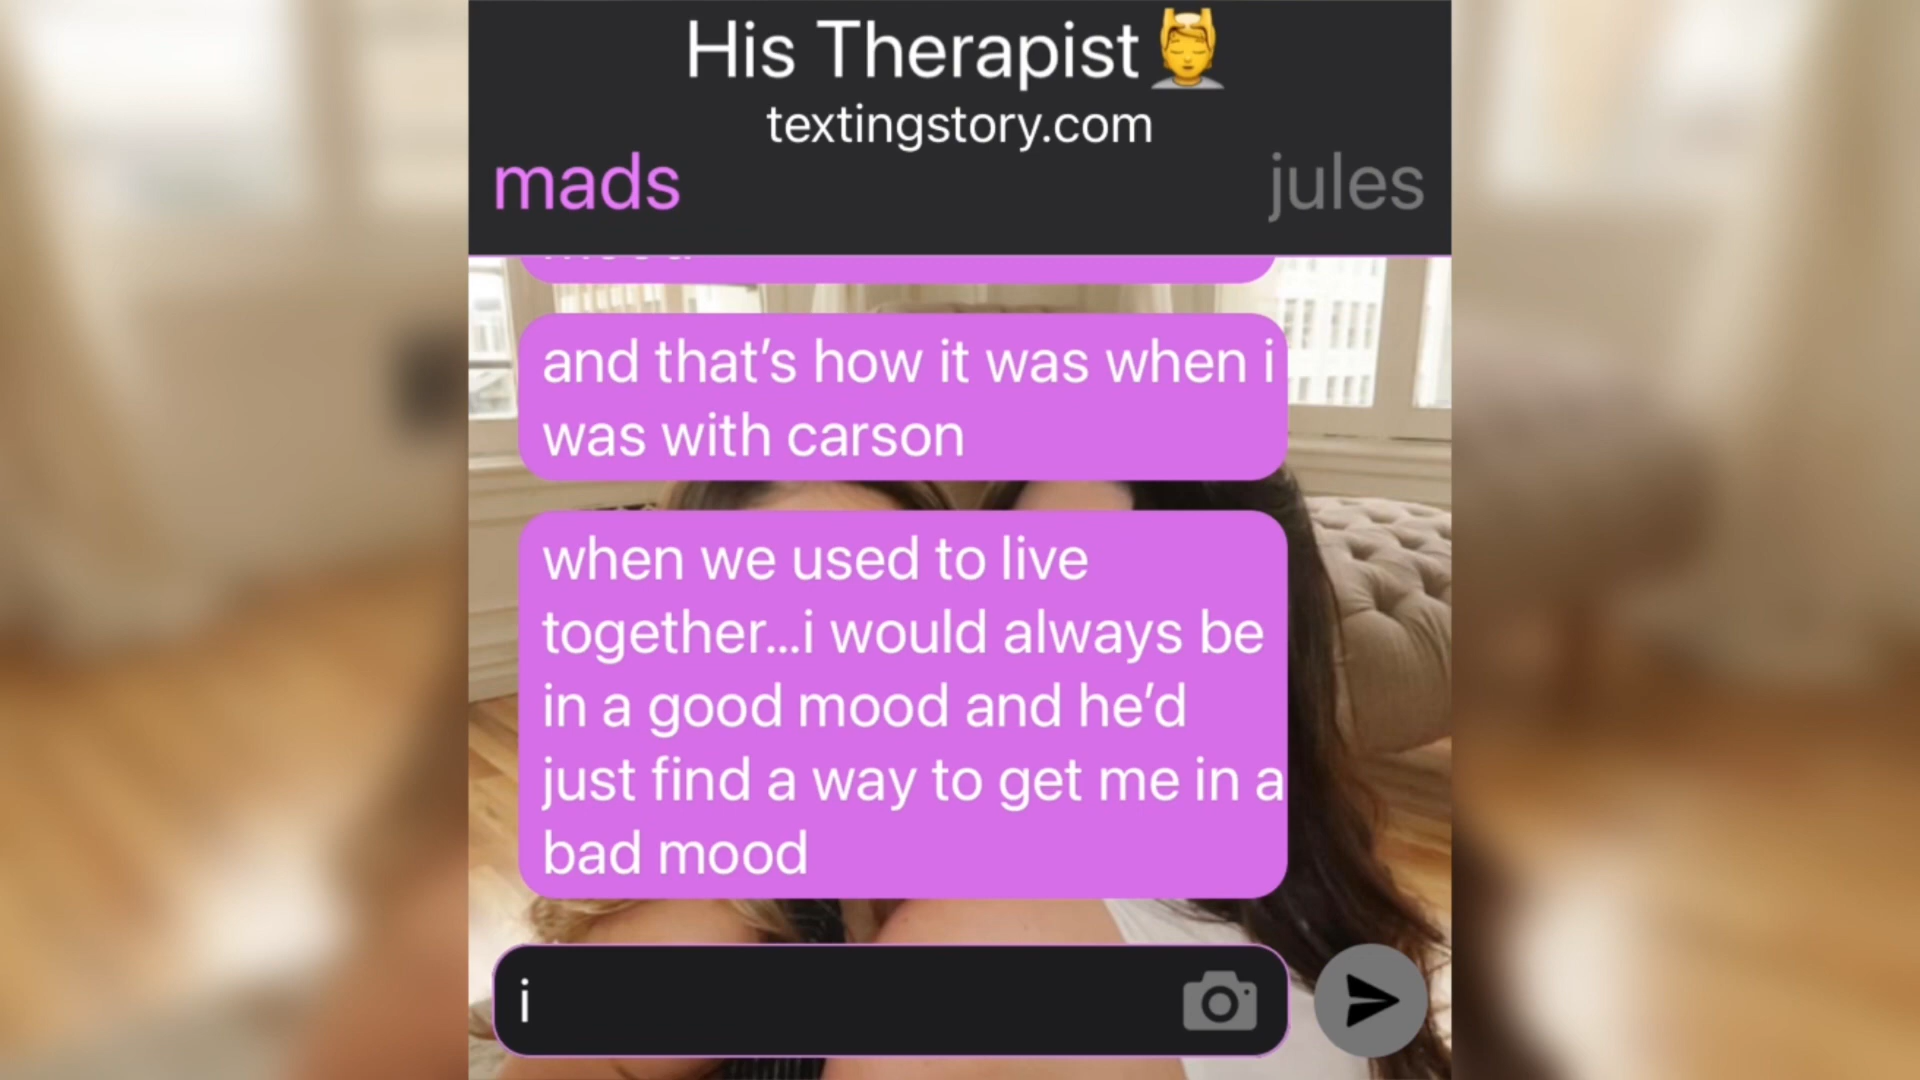 His Therapist
textingstory.com
mads
jules
and that's how it was when i
was with carson
when we used to live
together...i would always be
in a good mood and he'd
just find a way to get me in a
bad mood
i